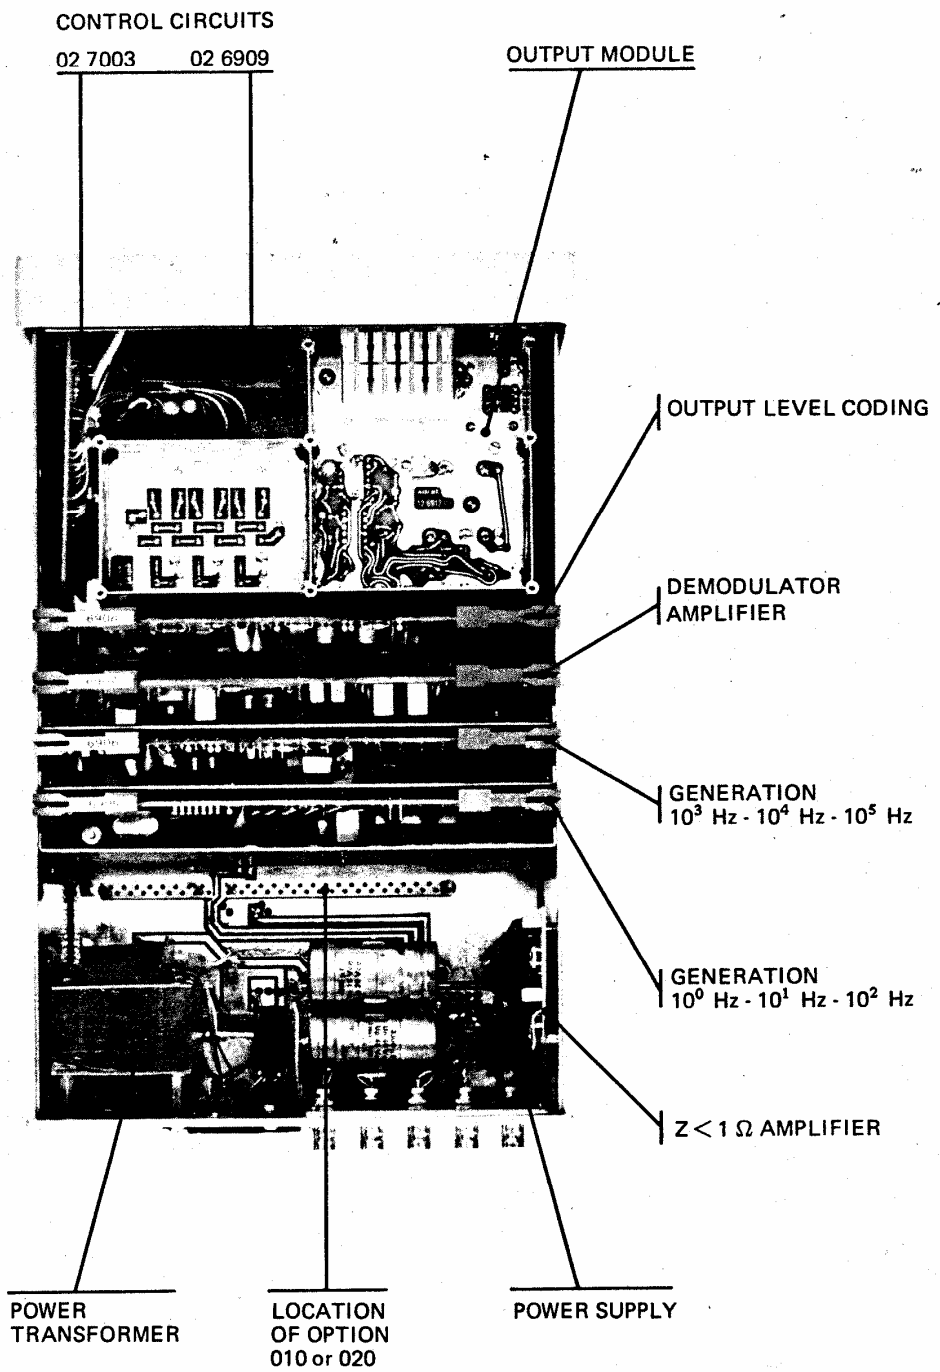 CONTROL CIRCUITS
02 7003 02 6909
OUTPUT MODULE
OUTPUT LEVEL CODING
DEMODULATOR
AMPLIFIER
GENERATION
10³ Hz - 10⁴ Hz - 10⁵ Hz
GENERATION
10⁰ Hz - 10¹ Hz - 10² Hz
Z < 1 Ω AMPLIFIER
POWER
TRANSFORMER
LOCATION
OF OPTION
010 or 020
POWER SUPPLY